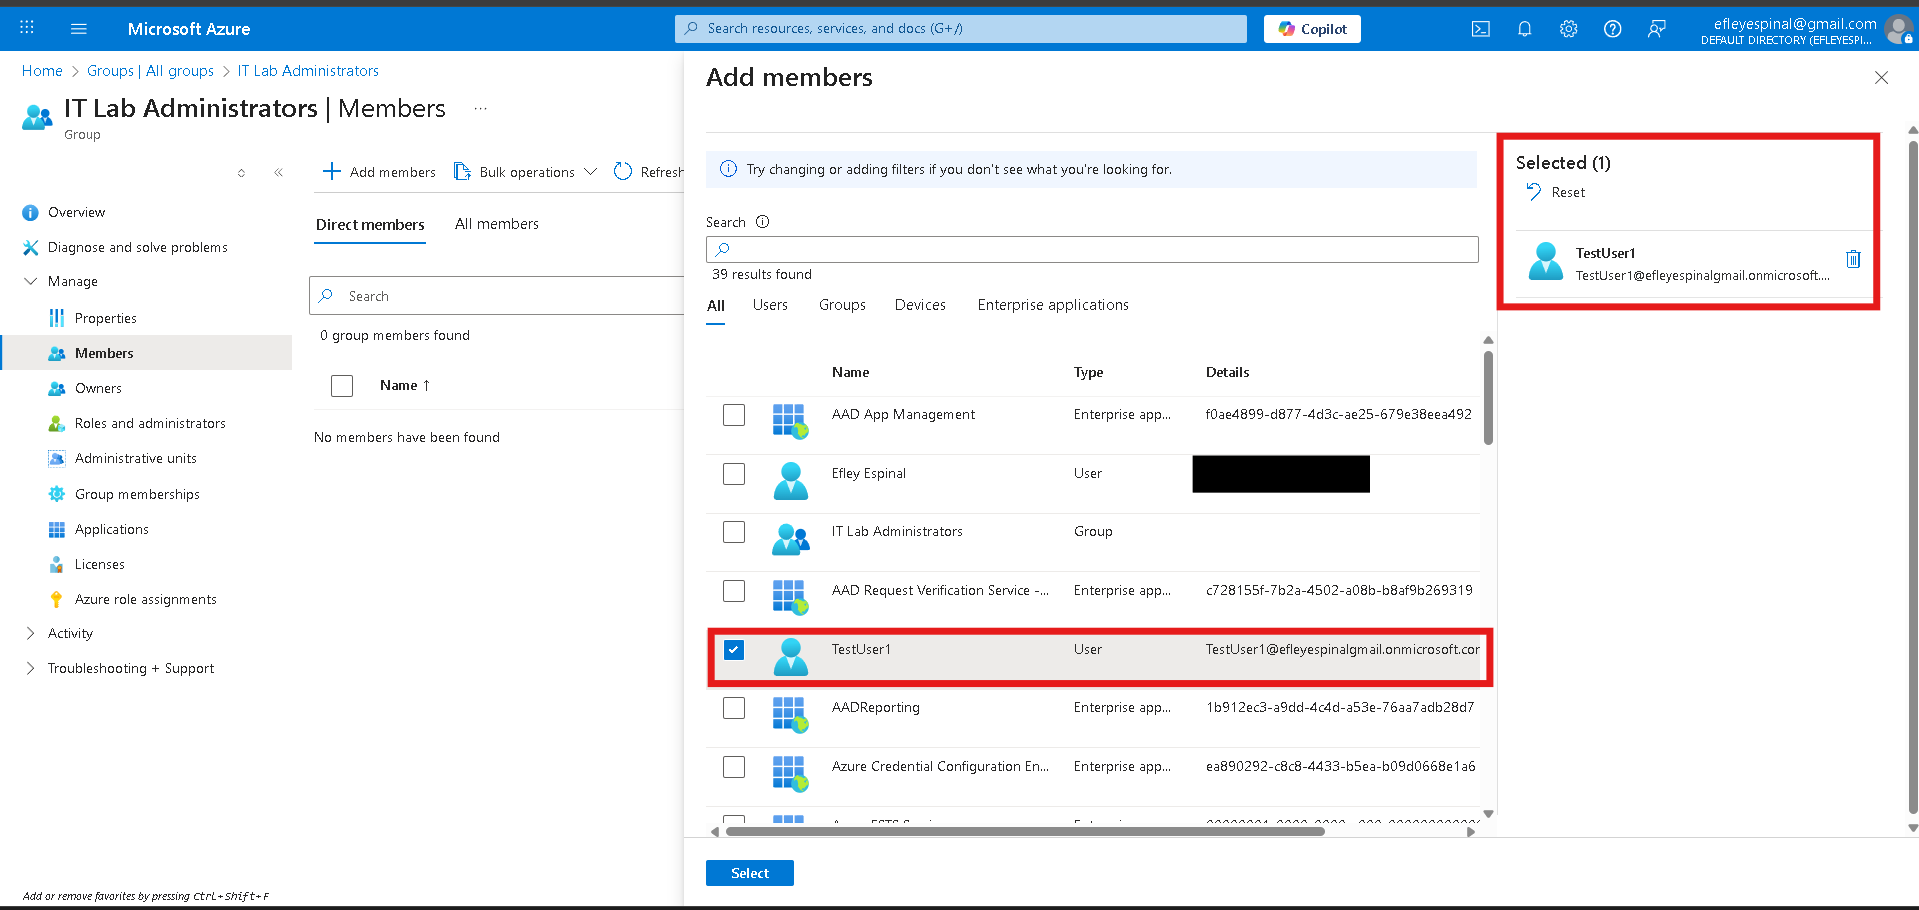 Microsoft Azure
Search resources, services, and docs (G+/)
Copilot
efleyespinal@gmail.com
DEFAULT DIRECTORY (EFLEYESPI...
Home > Groups | All groups > IT Lab Administrators
IT Lab Administrators | Members ...
Group
Overview
Diagnose and solve problems
Manage
Properties
Members
Owners
Roles and administrators
Administrative units
Group memberships
Applications
Licenses
Azure role assignments
Activity
Troubleshooting + Support
Add or remove favorites by pressing Ctrl+Shift+F
Add members
Bulk operations
Refresh
Direct members
All members
Search
0 group members found
Name ↑
No members have been found
Add members
Try changing or adding filters if you don't see what you're looking for.
Search
39 results found
All Users Groups Devices Enterprise applications
Name Type Details
AAD App Management Enterprise app... f0ae4899-d877-4d3c-ae25-679e38eea492
Efley Espinal User
IT Lab Administrators Group
AAD Request Verification Service -... Enterprise app... c728155f-7b2a-4502-a08b-b8af9b269319
TestUser1 User TestUser1@efleyespinalgmail.onmicrosoft.cor
AADReporting Enterprise app... 1b912ec3-a9dd-4c4d-a53e-76aa7adb28d7
Azure Credential Configuration En... Enterprise app... ea890292-c8c8-4433-b5ea-b09d0668e1a6
Select
Selected (1)
Reset
TestUser1
TestUser1@efleyespinalgmail.onmicrosoft....